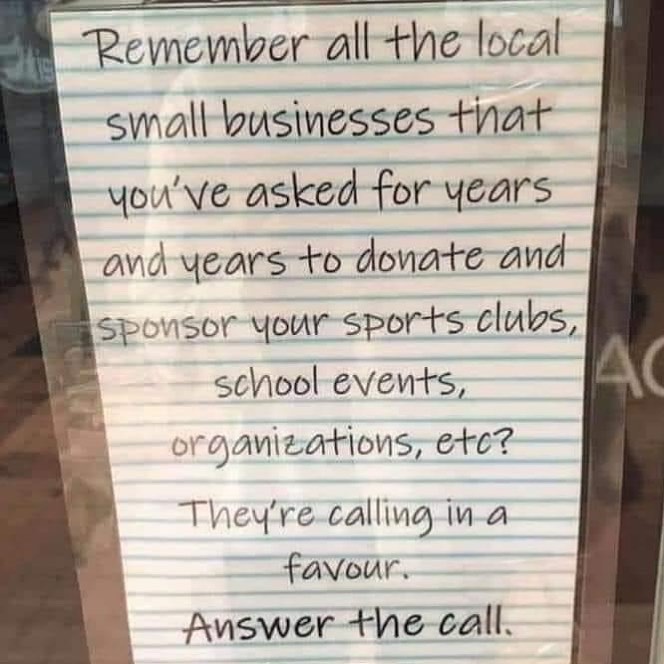 Remember all the local
small businesses that
you've asked for years
and years to donate and
sponsor your sports clubs,
school events,
organizations, etc?
They're calling in a
favour.
Answer the call.